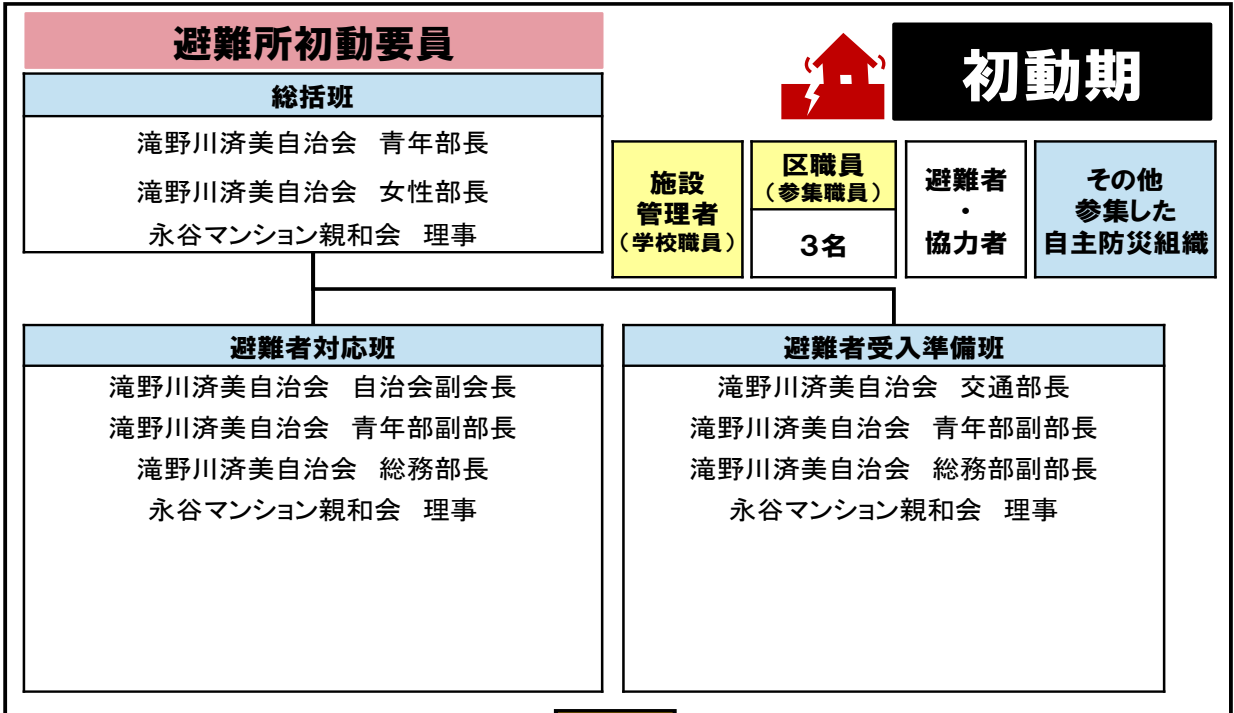 避難所初動要員
初動期
総括班
滝野川済美自治会　青年部長
滝野川済美自治会　女性部長
永谷マンション親和会　理事
施設
管理者
（学校職員）
区職員
（参集職員）
３名
避難者
・
協力者
その他
参集した
自主防災組織
避難者対応班
滝野川済美自治会　自治会副会長
滝野川済美自治会　青年部副部長
滝野川済美自治会　総務部長
永谷マンション親和会　理事
避難者受入準備班
滝野川済美自治会　交通部長
滝野川済美自治会　青年部副部長
滝野川済美自治会　総務部副部長
永谷マンション親和会　理事